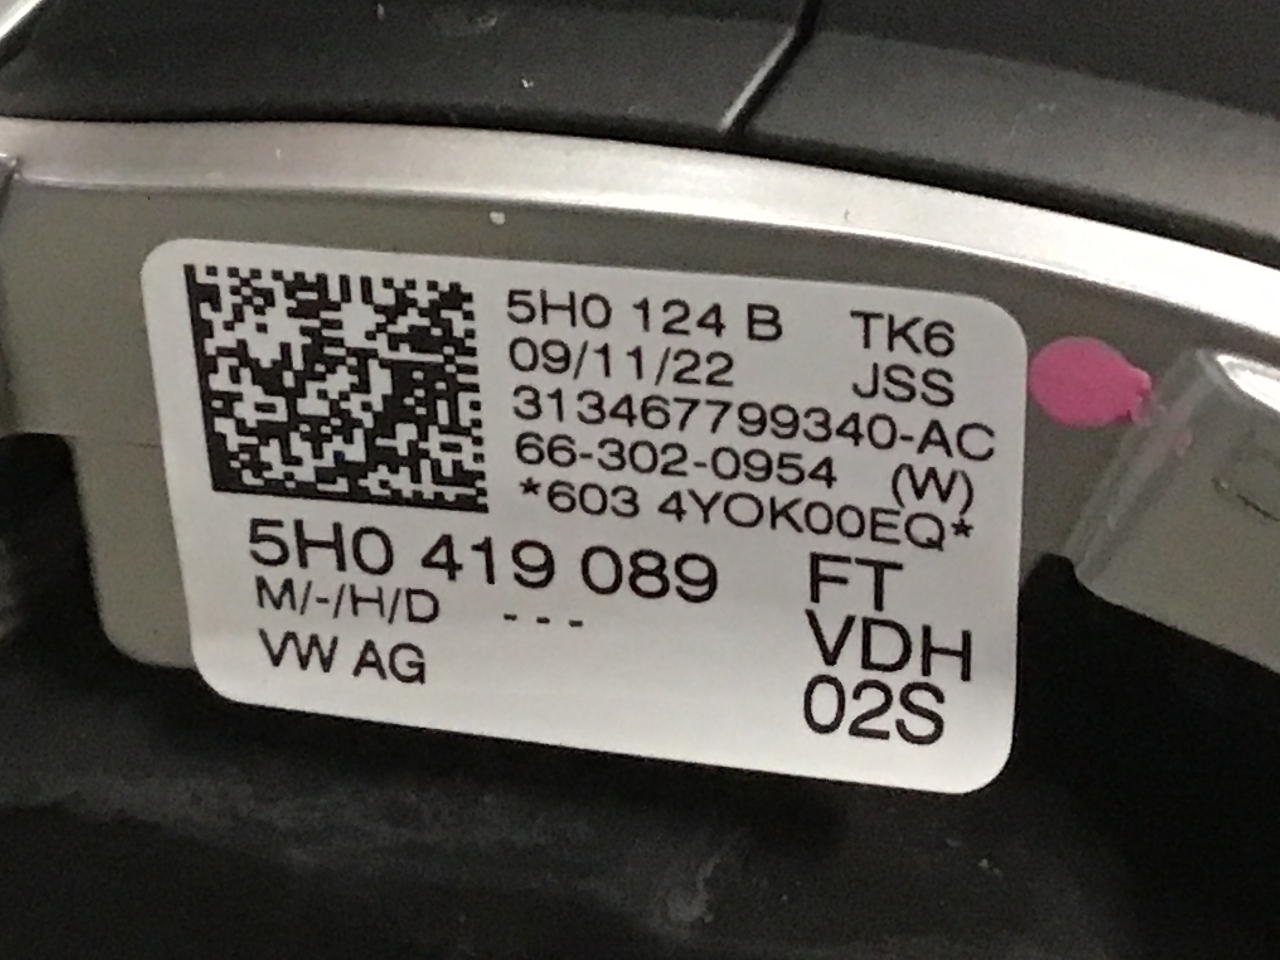 5H0 124 B TK6
09/11/22 JSS
313467799340-AC
66-302-0954 (W)
*603 4YOK00EQ*
5H0 419 089 FT
M/-/H/D --- VDH
VW AG 02S